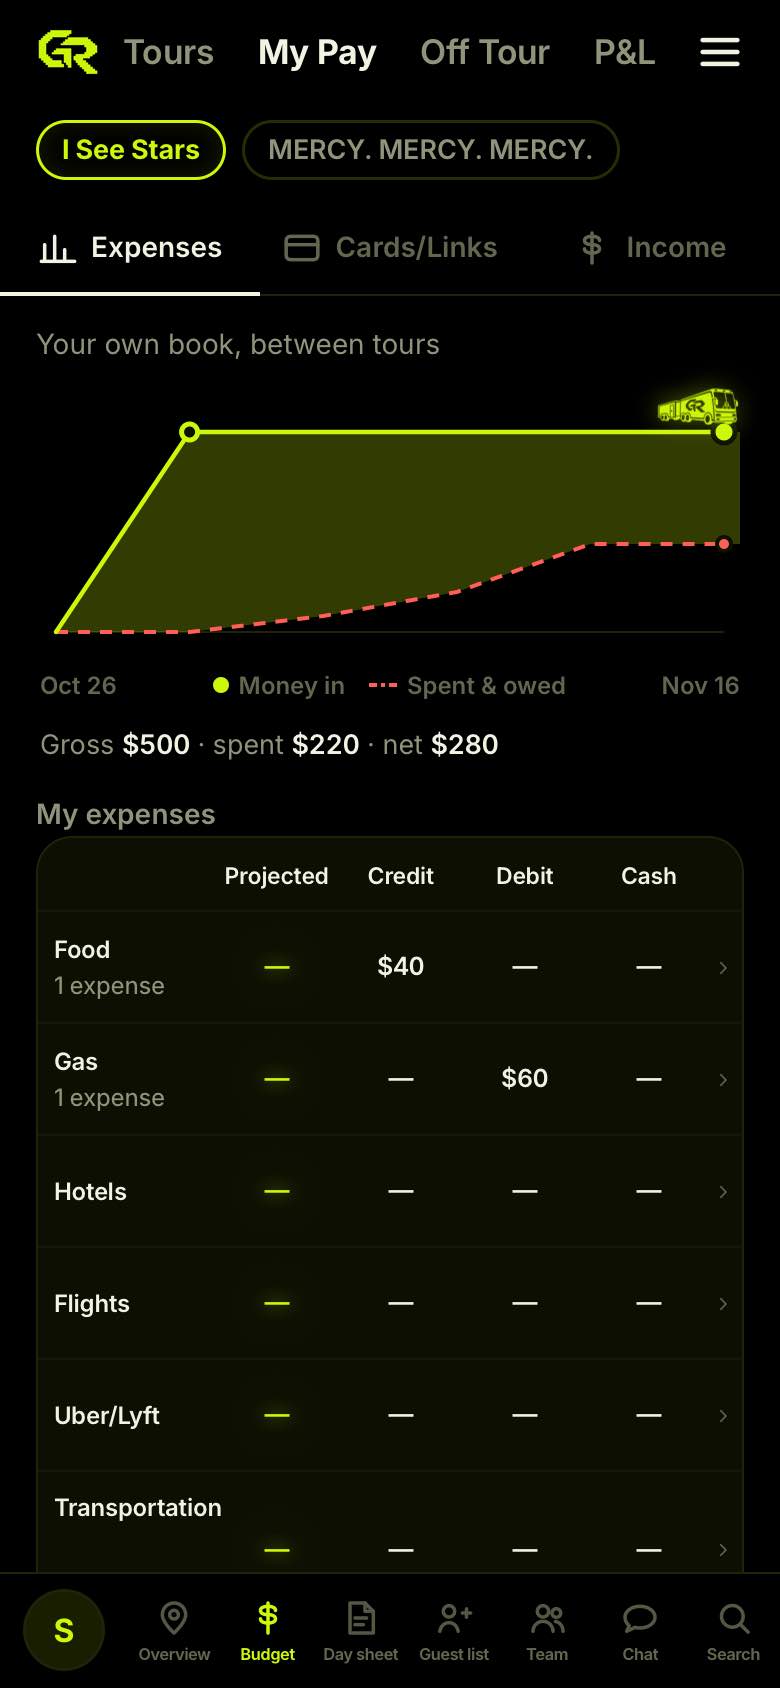 GR Tours My Pay Off Tour P&L
I See Stars MERCY. MERCY. MERCY.
Expenses Cards/Links $ Income
Your own book, between tours
GR
Oct 26 Money in Spent & owed Nov 16
Gross $500 · spent $220 · net $280
My expenses
Projected Credit Debit Cash
Food
1 expense
— $40 — — ›
Gas
1 expense
— — $60 — ›
Hotels — — — — ›
Flights — — — — ›
Uber/Lyft — — — — ›
Transportation
— — — — ›
S
Overview Budget Day sheet Guest list Team Chat Search